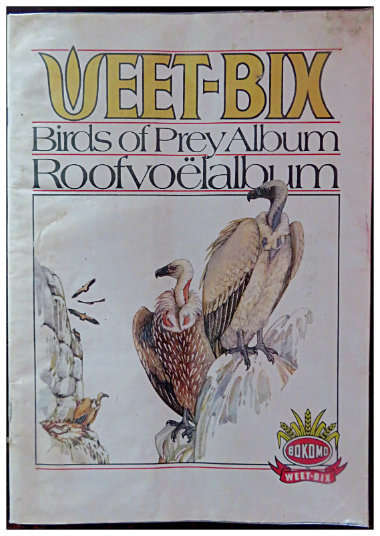 WEET-BIX
Birds of Prey Album
Roofvoëlalbum
BOKOMO
WEET-BIX